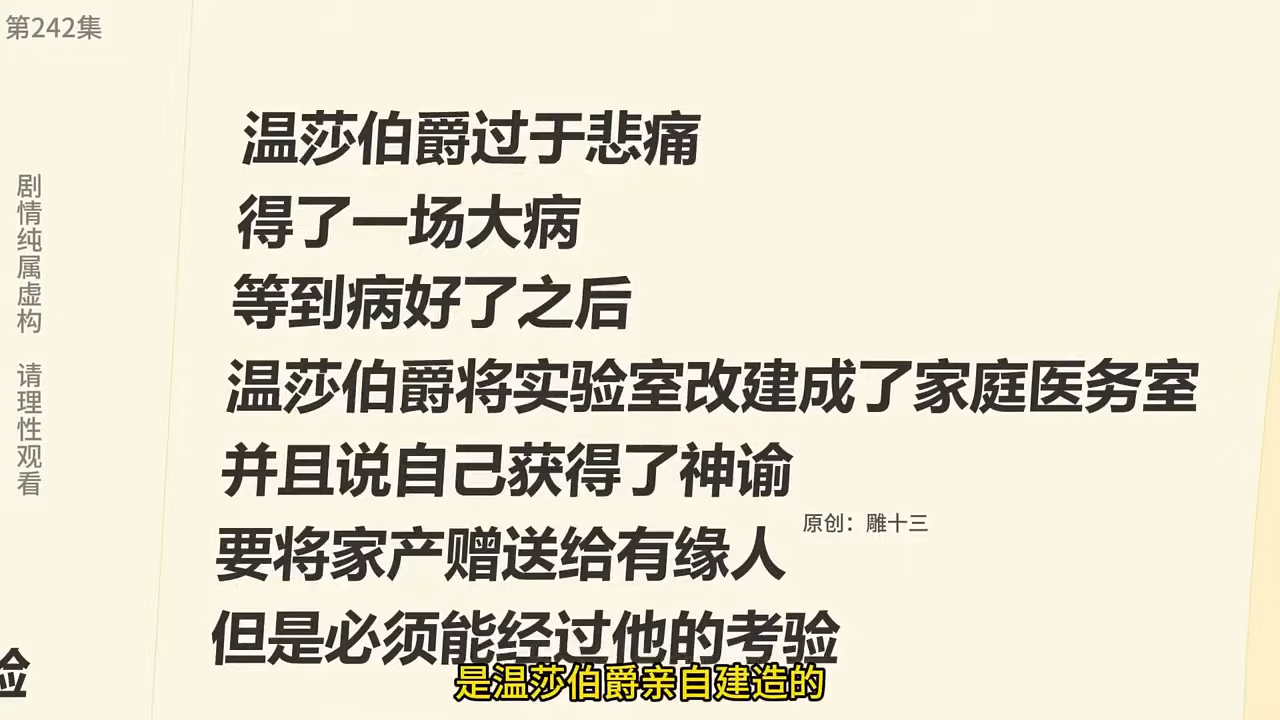 第242集
剧情纯属虚构 请理性观看
温莎伯爵过于悲痛
得了一场大病
等到病好了之后
温莎伯爵将实验室改建成了家庭医务室
并且说自己获得了神谕
要将家产赠送给有缘人
原创：雕十三
但是必须能经过他的考验
验
是温莎伯爵亲自建造的